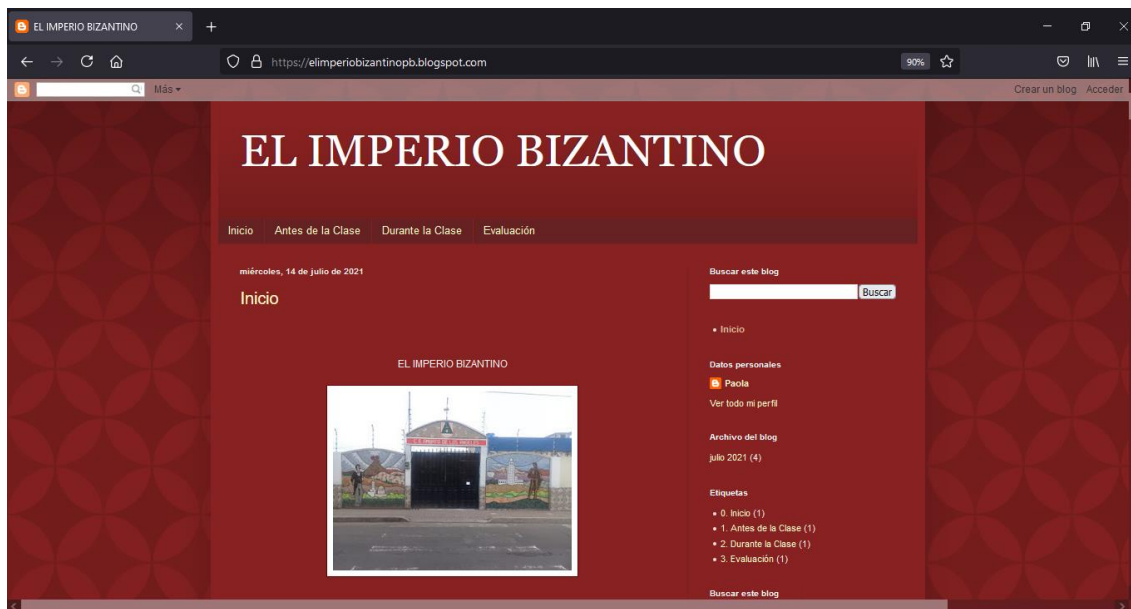 EL IMPERIO BIZANTINO
https://elimperiobizantinopb.blogspot.com
90%
Más
Crear un blog Acceder
EL IMPERIO BIZANTINO
Inicio Antes de la Clase Durante la Clase Evaluación
miércoles, 14 de julio de 2021
Inicio
EL IMPERIO BIZANTINO
Buscar este blog
Buscar
• Inicio
Datos personales
Paola
Ver todo mi perfil
Archivo del blog
julio 2021 (4)
Etiquetas
• 0. Inicio (1)
• 1. Antes de la Clase (1)
• 2. Durante la Clase (1)
• 3. Evaluación (1)
Buscar este blog